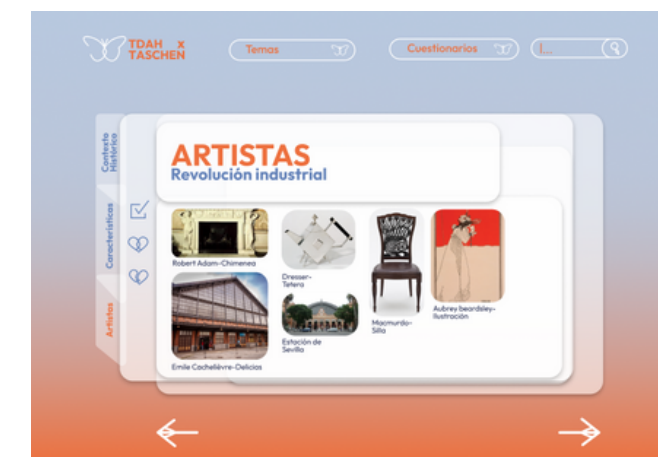 TDAH x
TASCHEN
Temas
Cuestionarios
I...
Contexto
Histórico
Características
Artistas
ARTISTAS
Revolución industrial
Robert Adam-Chimenea
Dresser-
Tetera
Macmurdo-
Silla
Aubrey beardsley-
Ilustración
Estación de
Sevilla
Emile Cachelièvre-Delicias